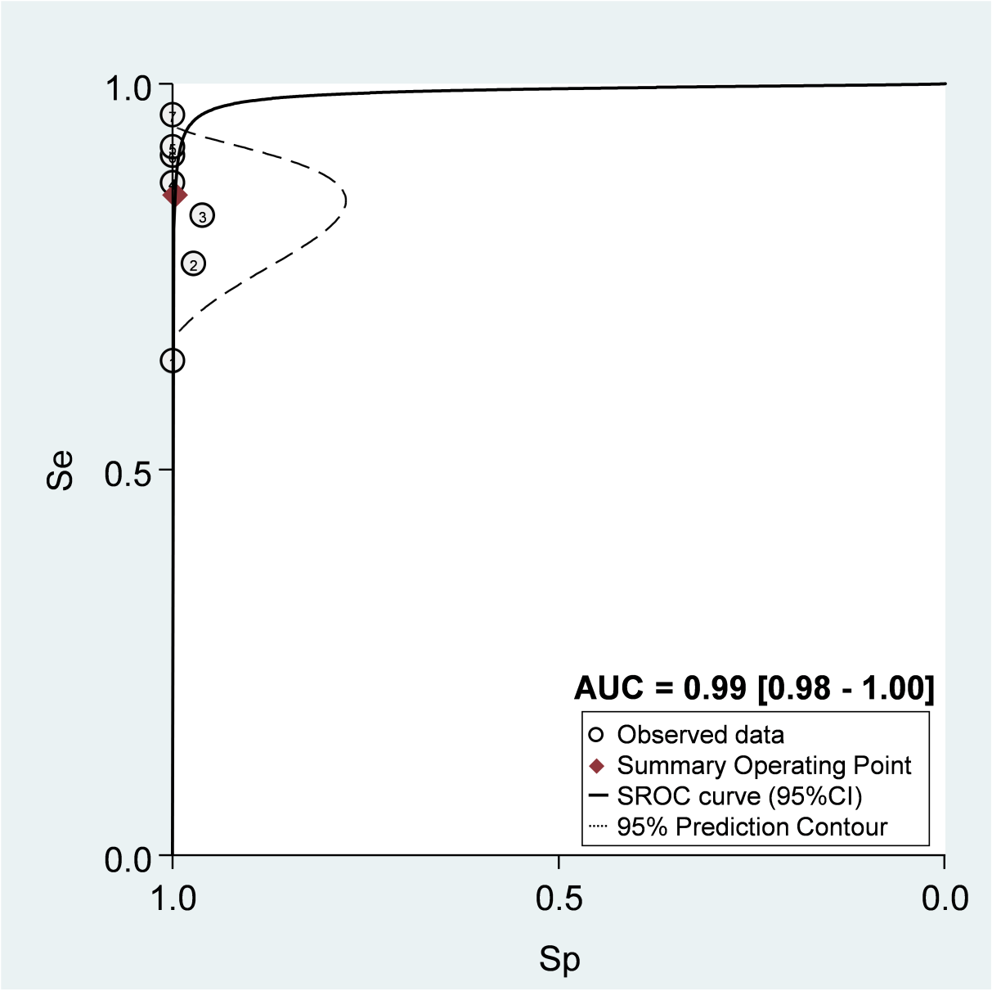 1.0
7
5
4
3
2
Se
0.5
AUC = 0.99 [0.98 - 1.00]
Observed data
Summary Operating Point
SROC curve (95%CI)
95% Prediction Contour
0.0
1.0
0.5
0.0
Sp